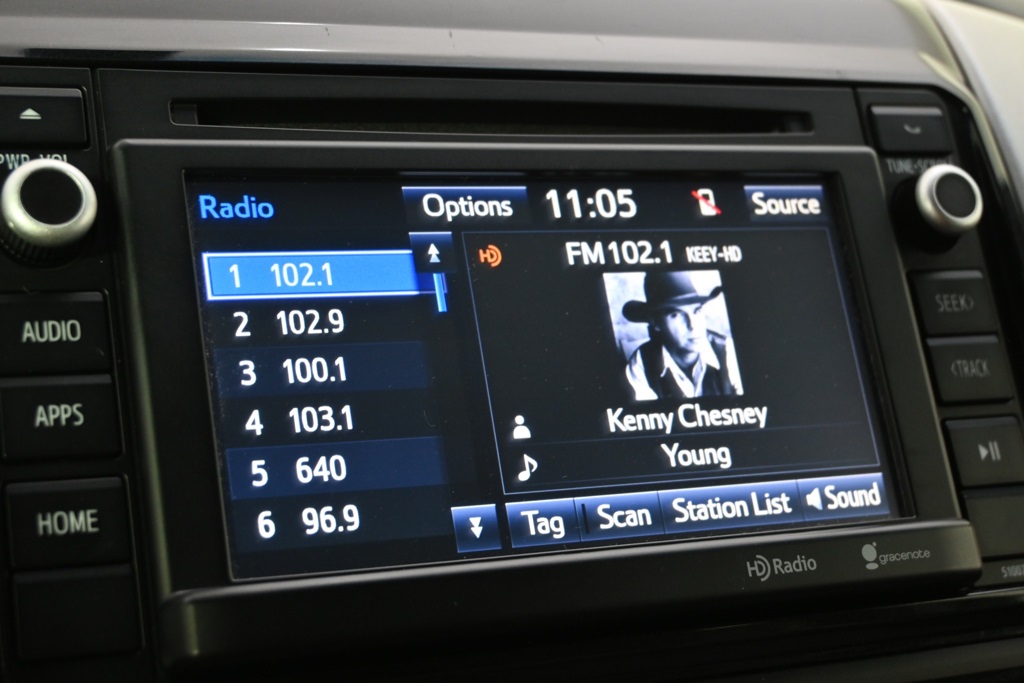 PWR·VOL
TUNE·SCROLL
Radio
Options
11:05
Source
1 102.1
2 102.9
3 100.1
4 103.1
5 640
6 96.9
FM 102.1 KEEY-HD
Kenny Chesney
Young
Tag
Scan
Station List
Sound
AUDIO
APPS
HOME
SEEK>
<TRACK
HD Radio
gracenote